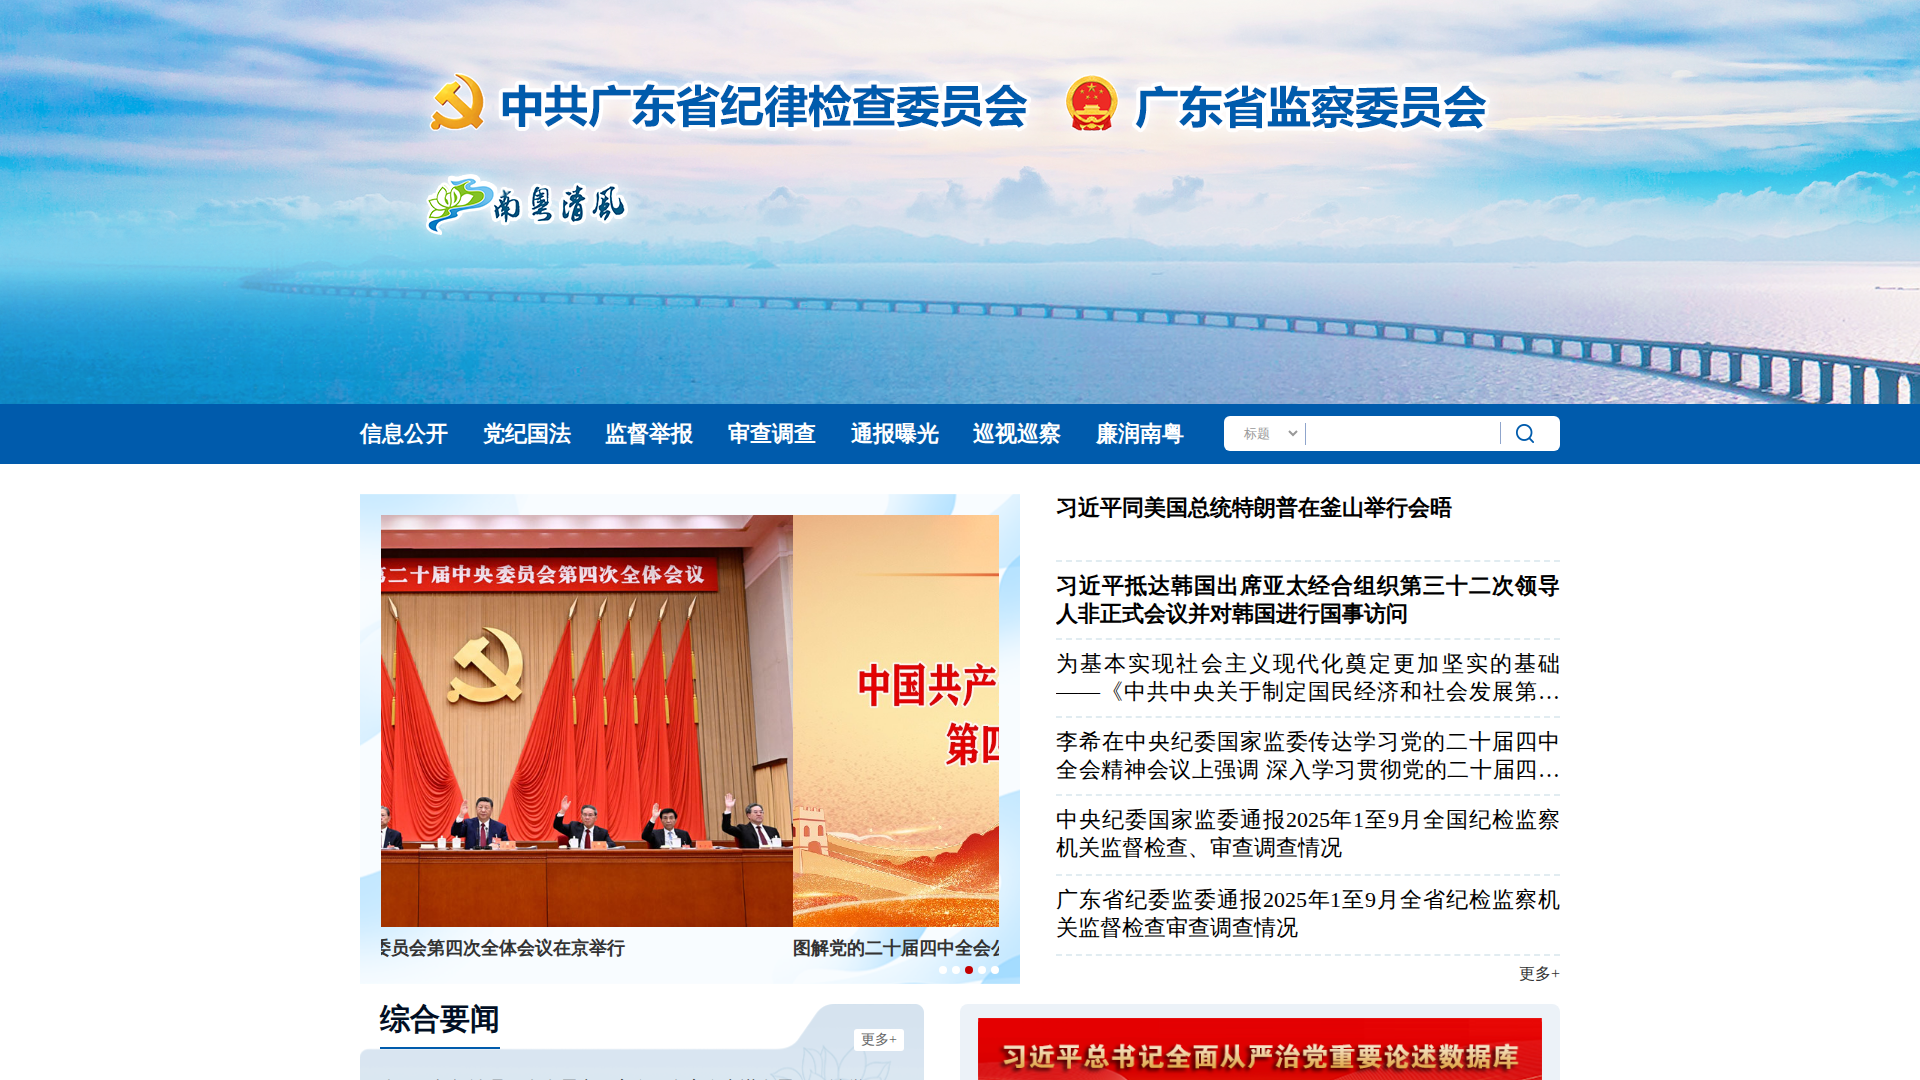 中共广东省纪律检查委员会 广东省监察委员会
南粤清風
信息公开 党纪国法 监督举报 审查调查 通报曝光 巡视巡察 廉润南粤 标题
第二十届中央委员会第四次全体会议
中国共产
第四
委员会第四次全体会议在京举行
图解党的二十届四中全会公
习近平同美国总统特朗普在釜山举行会晤
习近平抵达韩国出席亚太经合组织第三十二次领导
人非正式会议并对韩国进行国事访问
为基本实现社会主义现代化奠定更加坚实的基础
——《中共中央关于制定国民经济和社会发展第…
李希在中央纪委国家监委传达学习党的二十届四中
全会精神会议上强调 深入学习贯彻党的二十届四…
中央纪委国家监委通报2025年1至9月全国纪检监察
机关监督检查、审查调查情况
广东省纪委监委通报2025年1至9月全省纪检监察机
关监督检查审查调查情况
更多+
综合要闻
更多+
习近平总书记全面从严治党重要论述数据库